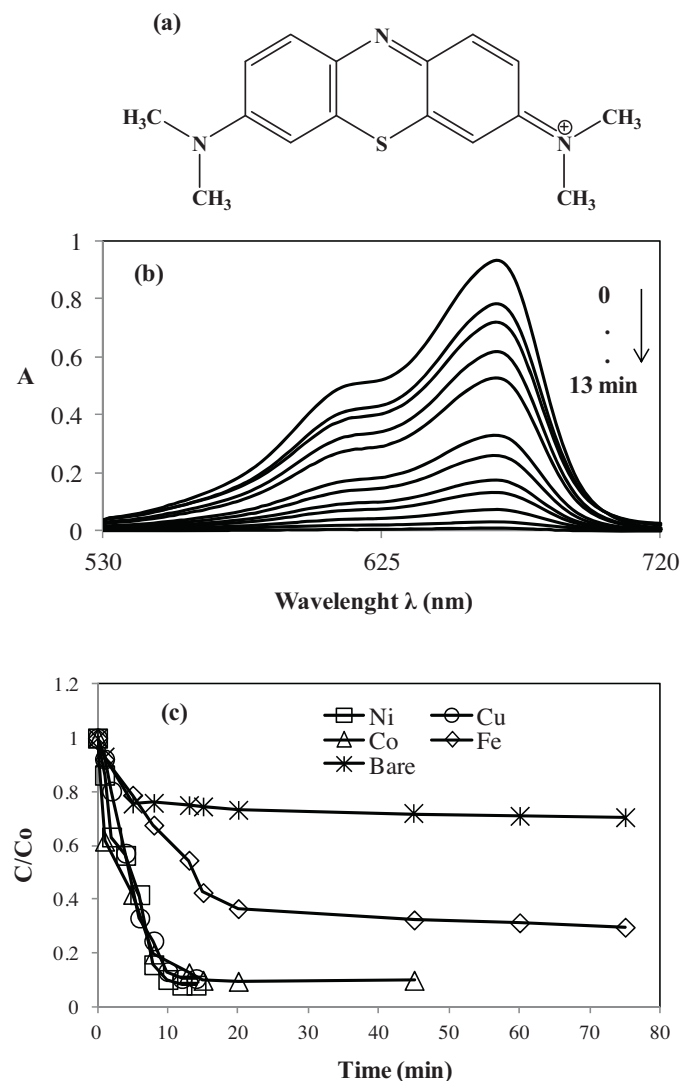 (a)
N
H₃C
N
S
⊕
N
CH₃
CH₃
CH₃
1
(b)
0
0.8
.
0.6
.
A
13 min
0.4
0.2
0
530
625
720
Wavelenght λ (nm)
1.2
(c)
Ni
Cu
1
Co
Fe
Bare
0.8
C/Co
0.6
0.4
0.2
0
0 10 20 30 40 50 60 70 80
Time (min)